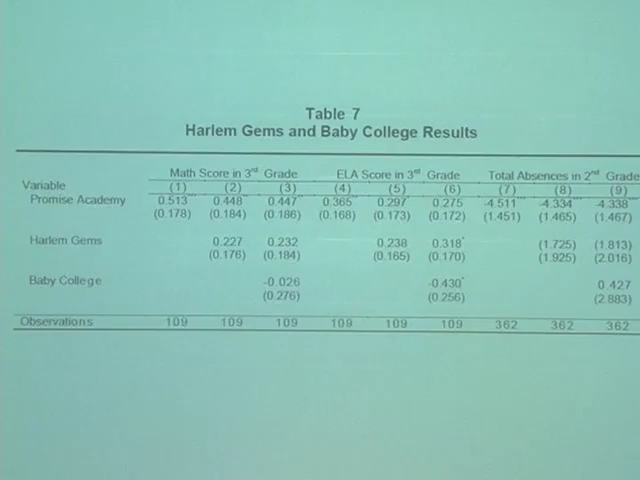 Table 7
Harlem Gems and Baby College Results
Math Score in 3rd Grade ELA Score in 3rd Grade Total Absences in 2nd Grade
Variable (1) (2) (3) (4) (5) (6) (7) (8) (9)
Promise Academy 0.513*** 0.448** 0.447** 0.365** 0.297* 0.275 -4.511*** -4.334*** -4.338***
(0.178) (0.184) (0.186) (0.168) (0.173) (0.172) (1.451) (1.465) (1.467)
Harlem Gems 0.227 0.232 0.238 0.318* (1.725) (1.813)
(0.176) (0.184) (0.165) (0.170) (1.925) (2.016)
Baby College -0.026 -0.430* 0.427
(0.276) (0.256) (2.883)
Observations 109 109 109 109 109 109 362 362 362